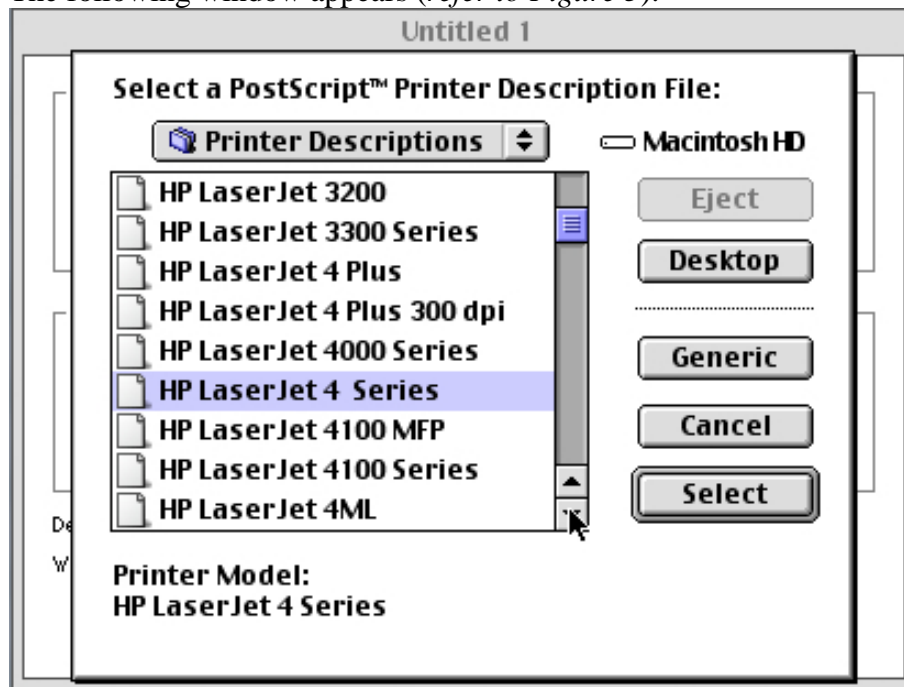 The following window appears (refer to Figure 3):
Untitled 1
Select a PostScript™ Printer Description File:
Printer Descriptions
Macintosh HD
HP LaserJet 3200
HP LaserJet 3300 Series
HP LaserJet 4 Plus
HP LaserJet 4 Plus 300 dpi
HP LaserJet 4000 Series
HP LaserJet 4  Series
HP LaserJet 4100 MFP
HP LaserJet 4100 Series
HP LaserJet 4ML
Eject
Desktop
Generic
Cancel
Select
De
W
Printer Model:
HP LaserJet 4 Series